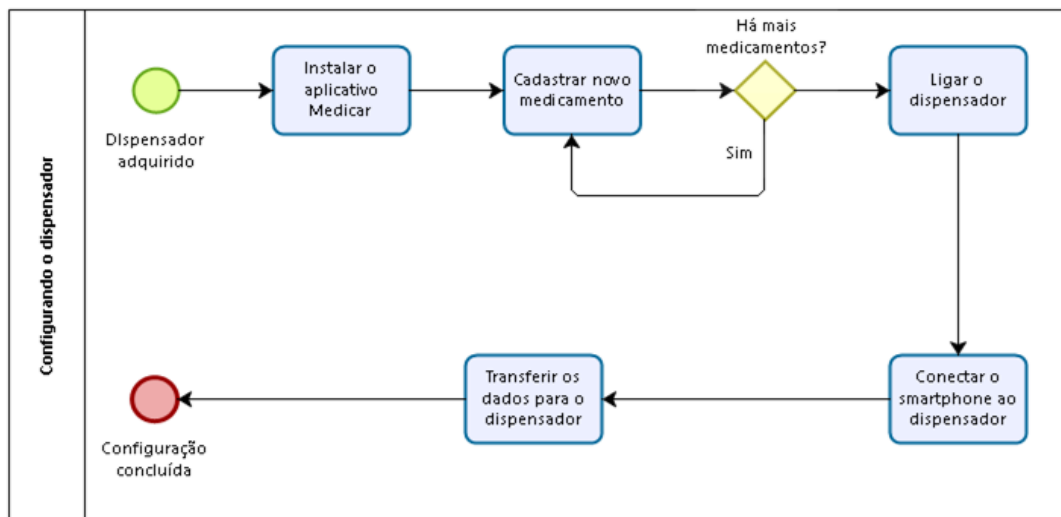 Configurando o dispensador
DIspensador
adquirido
Instalar o
aplicativo
Medicar
Cadastrar novo
medicamento
Há mais
medicamentos?
Sim
Ligar o
dispensador
Conectar o
smartphone ao
dispensador
Transferir os
dados para o
dispensador
Configuração
concluída